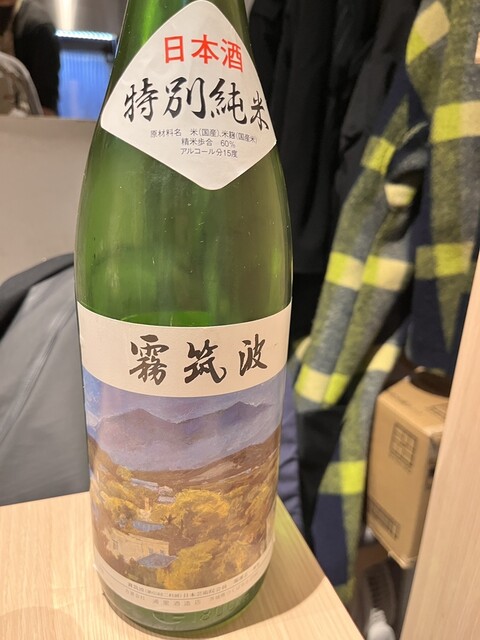 日本酒
特別純米
原材料名 米(国産)、米麹(国産米)
精米歩合 60%
アルコール分15度
霧筑波